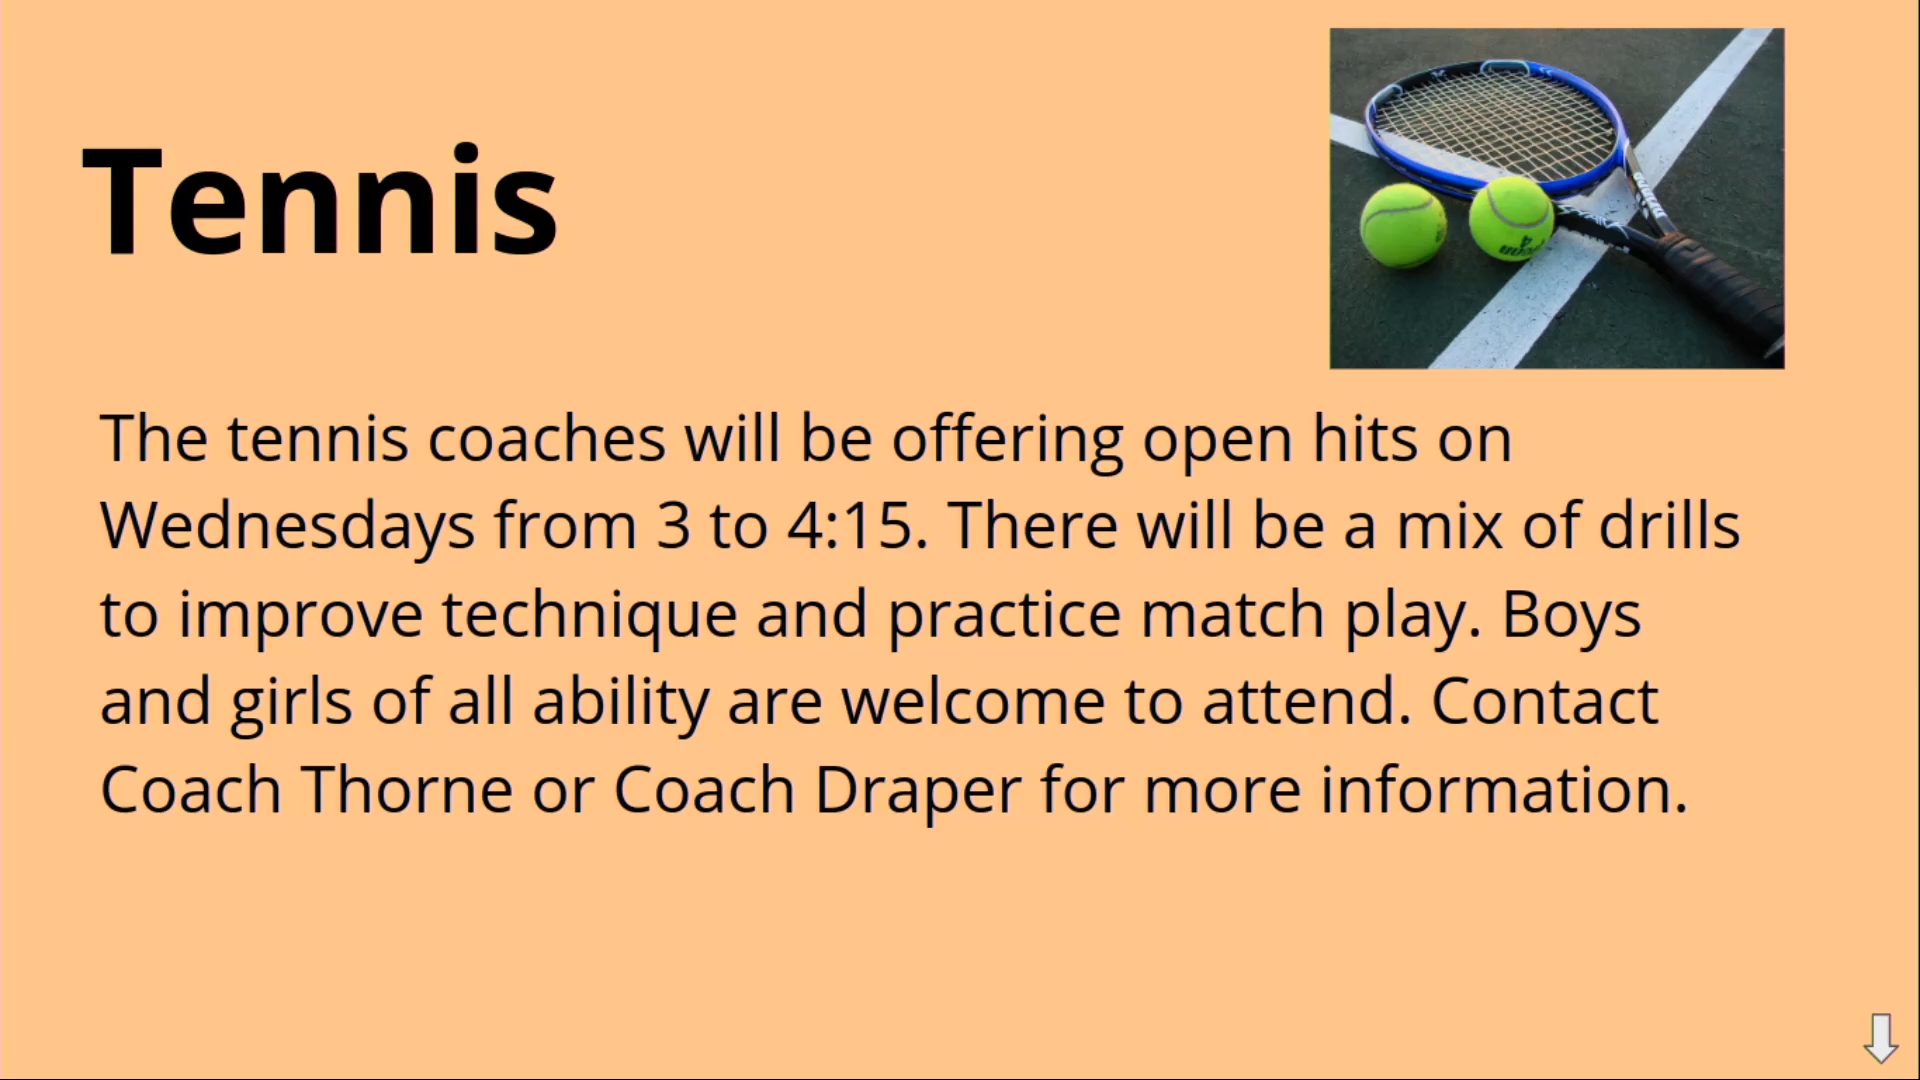 Tennis
The tennis coaches will be offering open hits on
Wednesdays from 3 to 4:15. There will be a mix of drills
to improve technique and practice match play. Boys
and girls of all ability are welcome to attend. Contact
Coach Thorne or Coach Draper for more information.